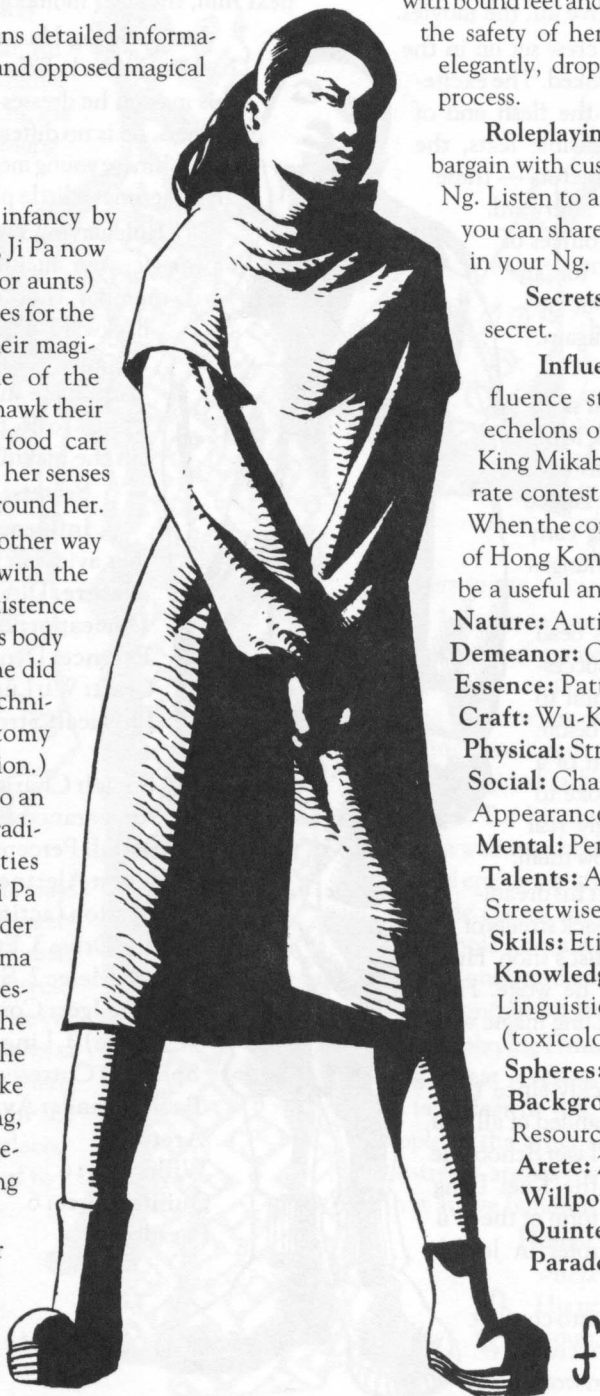 ns detailed informa-
and opposed magical
infancy by
, Ji Pa now
or aunts)
es for the
eir magi-
e of the
hawk their
food cart
her senses
round her.
other way
with the
istence
s body
ne did
chni-
tomy
ion.)
o an
radi-
ties
i Pa
der
ma
es-
he
he
ke
ng,
e-
ng
r
with bound feet and
the safety of her
elegantly, drop
process.
Roleplayin
bargain with cus
Ng. Listen to a
you can share
in your Ng.
Secrets
secret.
Influe
fluence st
echelons o
King Mikab
rate contest
When the co
of Hong Kon
be a useful an
Nature: Auti
Demeanor: C
Essence: Patt
Craft: Wu-K
Physical: Str
Social: Cha
Appearance
Mental: Per
Talents: A
Streetwise
Skills: Eti
Knowledg
Linguistic
(toxicolo
Spheres:
Backgro
Resourc
Arete:
Willpo
Quinte
Parado